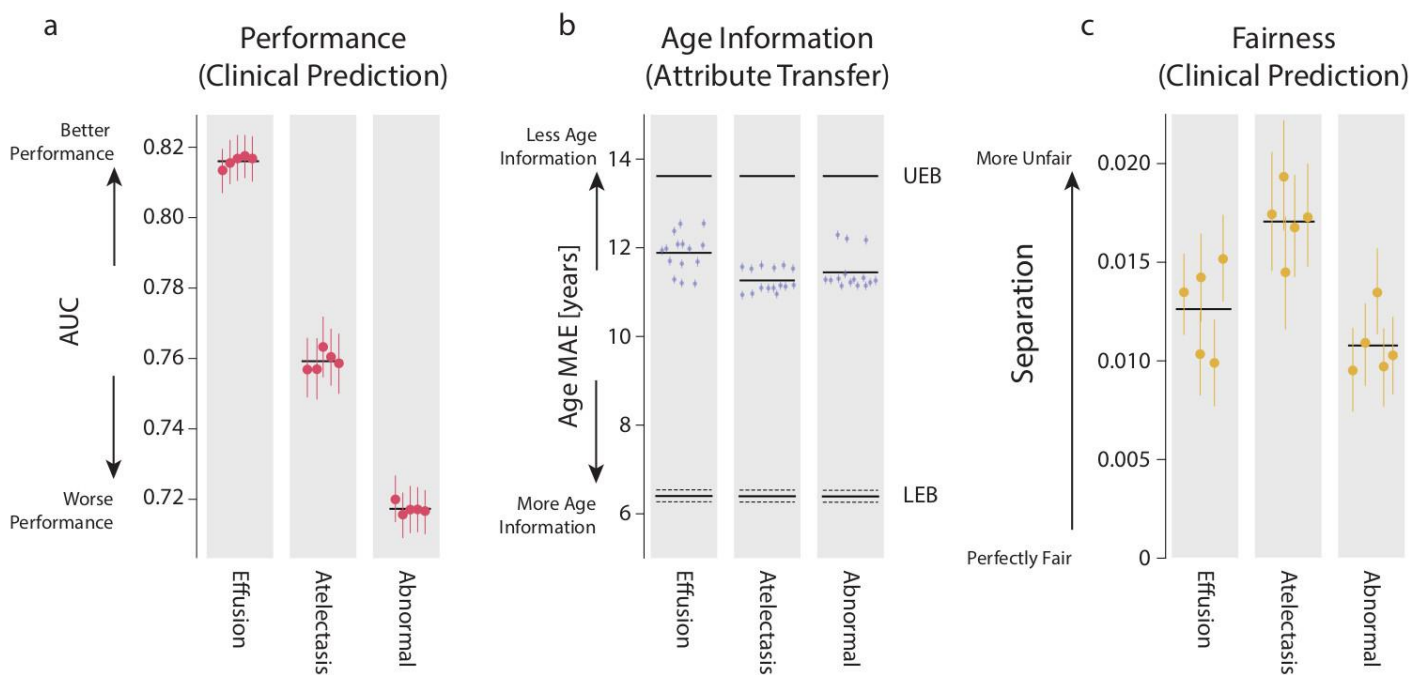 a
Performance
(Clinical Prediction)
Better
Performance
AUC
Worse
Performance
0.82
0.80
0.78
0.76
0.74
0.72
Effusion
Atelectasis
Abnormal
b
Age Information
(Attribute Transfer)
Less Age
Information
Age MAE [years]
More Age
Information
14
12
10
8
6
UEB
LEB
Effusion
Atelectasis
Abnormal
c
Fairness
(Clinical Prediction)
More Unfair
Separation
Perfectly Fair
0.020
0.015
0.010
0.005
0
Effusion
Atelectasis
Abnormal